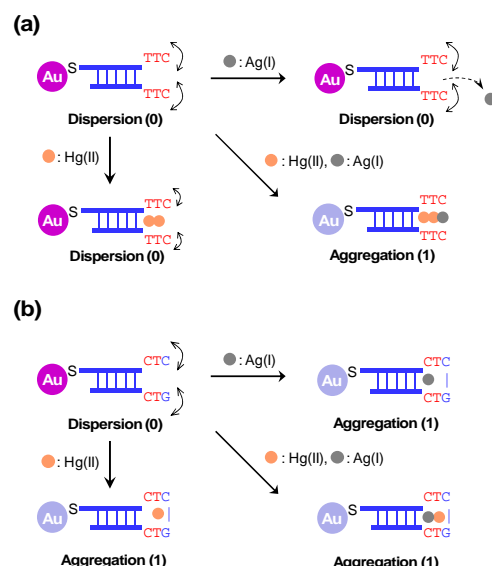 (a)
Au S TTC TTC
: Ag(I)
Au S TTC TTC
Dispersion (0)
Dispersion (0)
: Hg(II)
: Hg(II), : Ag(I)
Au S TTC TTC
Dispersion (0)
Au S TTC TTC
Aggregation (1)
(b)
Au S CTC CTG
: Ag(I)
Au S CTC CTG
Dispersion (0)
Aggregation (1)
: Hg(II)
: Hg(II), : Ag(I)
Au S CTC CTG
Aggregation (1)
Au S CTC CTG
Aggregation (1)